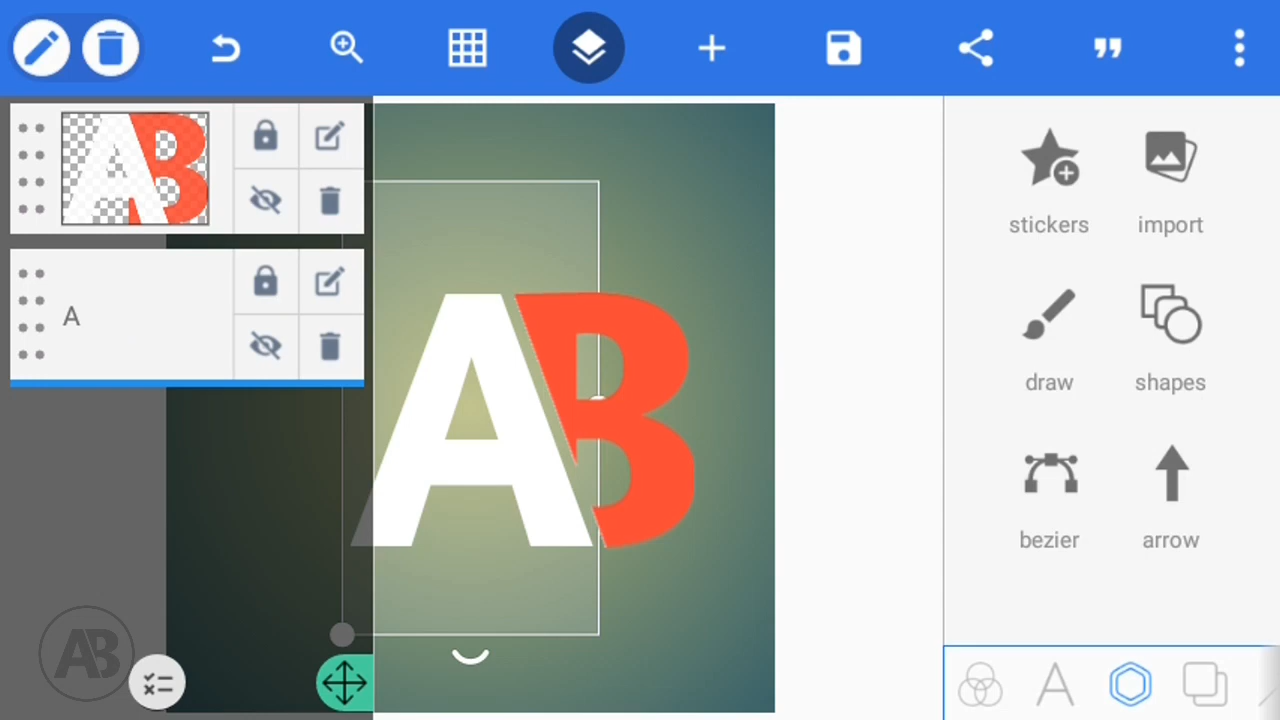 AB
A
AB
AB
stickers
import
draw
shapes
bezier
arrow
A